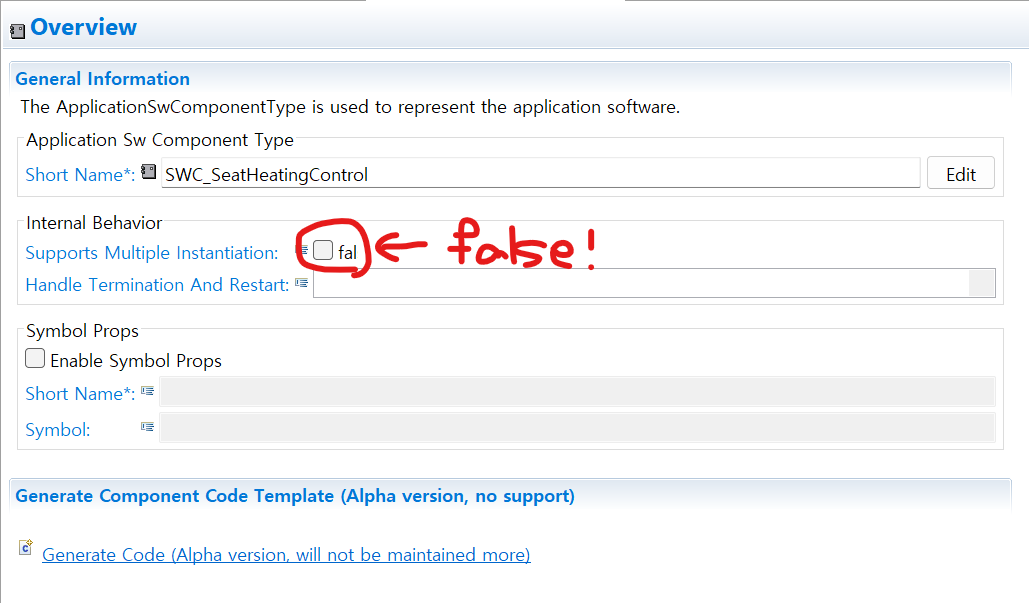 Overview
General Information
The ApplicationSwComponentType is used to represent the application software.
Application Sw Component Type
Short Name*: SWC_SeatHeatingControl Edit
Internal Behavior
Supports Multiple Instantiation: fal ← false!
Handle Termination And Restart:
Symbol Props
Enable Symbol Props
Short Name*:
Symbol:
Generate Component Code Template (Alpha version, no support)
Generate Code (Alpha version, will not be maintained more)